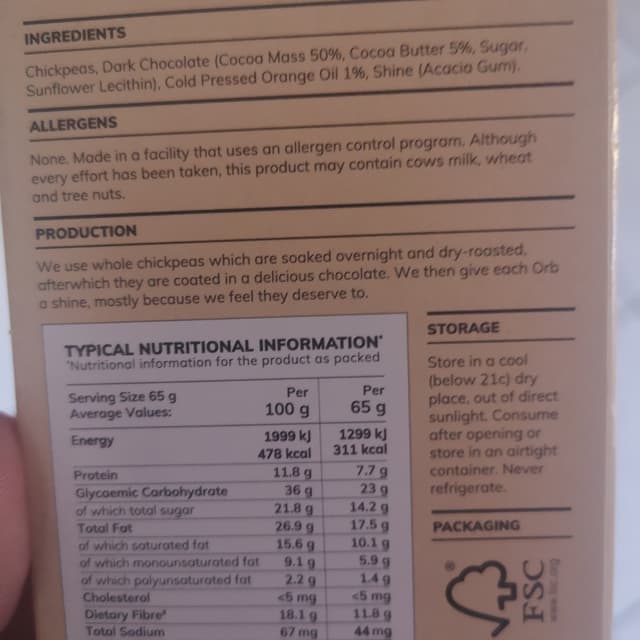 INGREDIENTS
Chickpeas, Dark Chocolate (Cocoa Mass 50%, Cocoa Butter 5%, Sugar,
Sunflower Lecithin), Cold Pressed Orange Oil 1%, Shine (Acacia Gum).
ALLERGENS
None. Made in a facility that uses an allergen control program. Although
every effort has been taken, this product may contain cows milk, wheat
and tree nuts.
PRODUCTION
We use whole chickpeas which are soaked overnight and dry-roasted,
afterwhich they are coated in a delicious chocolate. We then give each Orb
a shine, mostly because we feel they deserve to.
TYPICAL NUTRITIONAL INFORMATION*
*Nutritional information for the product as packed
Serving Size 65 g Per Per
Average Values: 100 g 65 g
Energy 1999 kJ 1299 kJ
478 kcal 311 kcal
Protein 11.8 g 7.7 g
Glycaemic Carbohydrate 36 g 23 g
of which total sugar 21.8 g 14.2 g
Total Fat 26.9 g 17.5 g
of which saturated fat 15.6 g 10.1 g
of which monounsaturated fat 9.1 g 5.9 g
of which polyunsaturated fat 2.2 g 1.4 g
Cholesterol <5 mg <5 mg
Dietary Fibre# 18.1 g 11.8 g
Total Sodium 67 mg 44 mg
STORAGE
Store in a cool
(below 21c) dry
place, out of direct
sunlight. Consume
after opening or
store in an airtight
container. Never
refrigerate.
PACKAGING
®
FSC